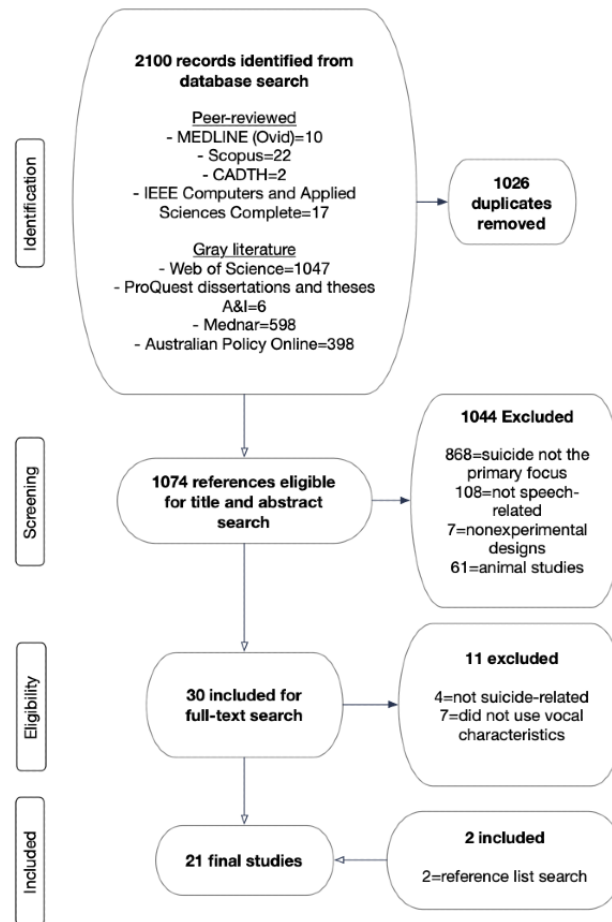 2100 records identified from
database search
Peer-reviewed
- MEDLINE (Ovid)=10
- Scopus=22
- CADTH=2
- IEEE Computers and Applied
Sciences Complete=17
Gray literature
- Web of Science=1047
- ProQuest dissertations and theses
A&I=6
- Mednar=598
- Australian Policy Online=398
Identification
1026
duplicates
removed
1074 references eligible
for title and abstract
search
Screening
1044 Excluded
868=suicide not the
primary focus
108=not speech-
related
7=nonexperimental
designs
61=animal studies
30 included for
full-text search
Eligibility
11 excluded
4=not suicide-related
7=did not use vocal
characteristics
21 final studies
Included
2 included
2=reference list search